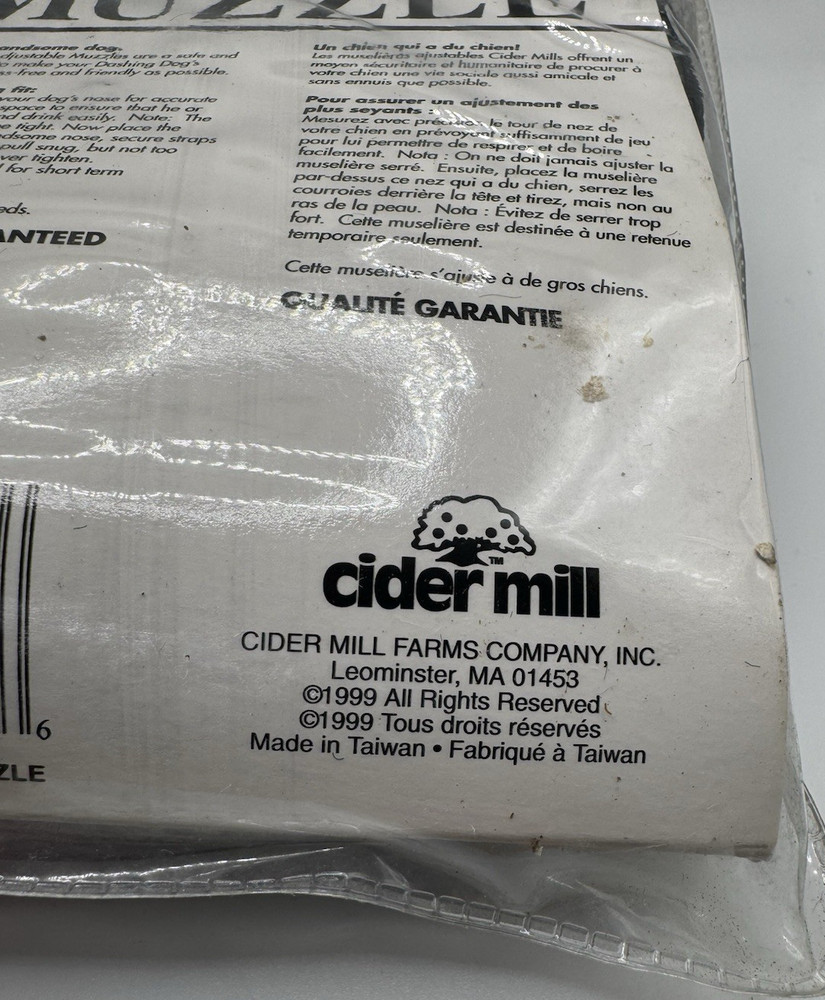 MUZZLE
andsome dog.
djustable Muzzles are a safe and
o make your Dashing Dog's
ss-free and friendly as possible.
g fit:
your dog's nose for accurate
space to ensure that he or
nd drink easily. Note: The
e tight. Now place the
dsome nose, secure straps
pull snug, but not too
ver tighten.
l for short term
eds.
ANTEED
Un chien qui a du chien!
Les muselières ajustables Cider Mills offrent un
moyen sécuritaire et humanitaire de procurer à
votre chien une vie sociale aussi amicale et
sans ennuis que possible.
Pour assurer un ajustement des
plus seyants :
Mesurez avec précision le tour de nez de
votre chien en prévoyant suffisamment de jeu
pour lui permettre de respirer et de boire
facilement. Nota : On ne doit jamais ajuster la
muselière serré. Ensuite, placez la muselière
par-dessus ce nez qui a du chien, serrez les
courroies derrière la tête et tirez, mais non au
ras de la peau. Nota : Évitez de serrer trop
fort. Cette muselière est destinée à une retenue
temporaire seulement.
Cette muselière s'ajuste à de gros chiens.
QUALITÉ GARANTIE
cider mill™
CIDER MILL FARMS COMPANY, INC.
Leominster, MA 01453
©1999 All Rights Reserved
©1999 Tous droits réservés
Made in Taiwan • Fabriqué à Taiwan
6
ZLE